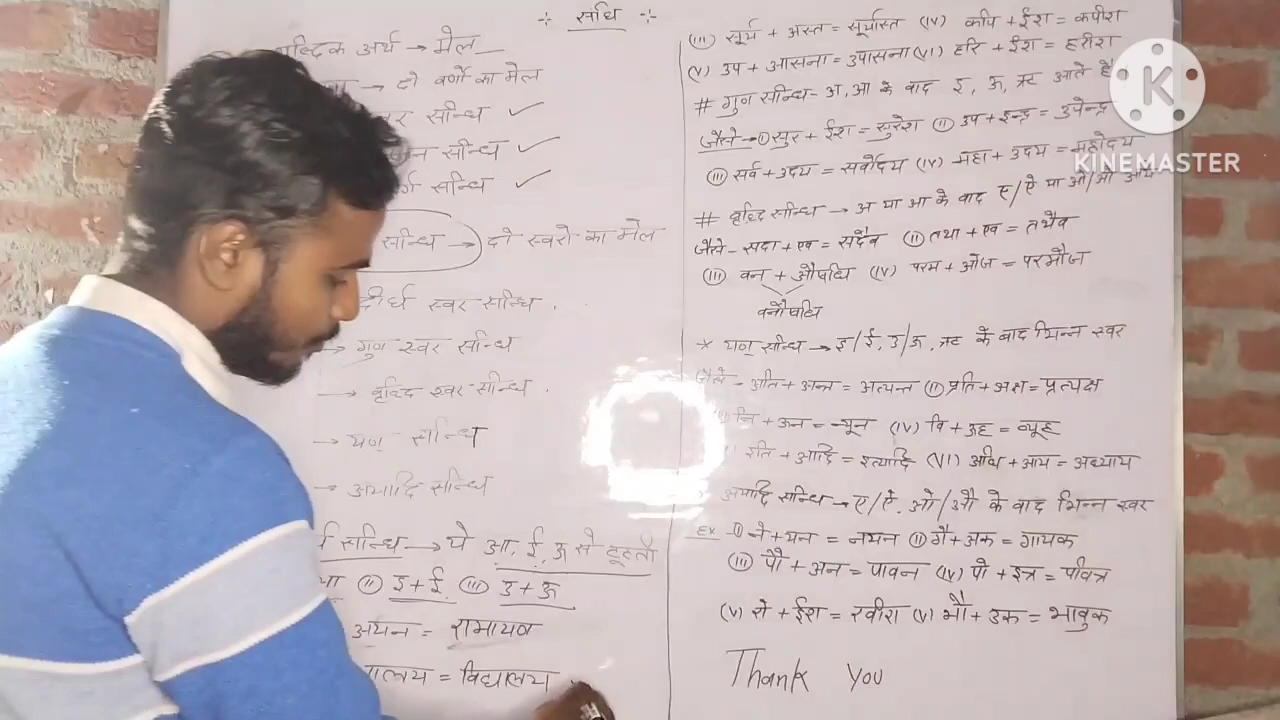 संधि
शाब्दिक अर्थ → मेल
→ दो वर्णो का मेल
सन्धि ✓
सन्धि ✓
सन्धि ✓
सन्धि → दो स्वरो का मेल
दीर्घ स्वर सन्धि .
→ गुन स्वर सन्धि
→ वृध्दि स्वर सन्धि .
→ यण् सन्धि
→ अयादि सन्धि
सन्धि → ये आ, ई, ऊ से टूटती
(ii) इ + ई (iii) उ + ऊ
अयन = रामायण
= विद्यालय
(iii) सूर्य + अस्त = सूर्यास्त (iv) कपि + ईश = कपीश
(v) उप + आसना = उपासना (vi) हरि + ईश = हरीश
# गुण सन्धि - अ, आ के बाद इ, ऊ, ऋ आते है
जैसे → (i) सुर + ईश = सुरेश (ii) उप + इन्द्र = उपेन्द्र
(iii) सर्व + उदय = सर्वोदय (iv) महा + उदय = महोदय
# वृध्दि सन्धि → अ या आ के बाद ए/ऐ या ओ/औ आये
जैसे - सदा + एव = सदैव (ii) तथा + एव = तथैव
(iii) वन + औषधि (iv) परम + ओज = परमौज
वनौषधि
* यण् सन्धि → इ/ई, उ/ऊ, ऋ के बाद भिन्न स्वर
जैसे - अति + अन्त = अत्यन्त (ii) प्रति + अक्ष = प्रत्यक्ष
नि + ऊन = न्यून (iv) वि + ऊह = व्यूह
इति + आदि = इत्यादि (vi) अधि + आय = अध्याय
अयादि सन्धि → ए/ऐ, ओ/औ के बाद भिन्न स्वर
Ex. (i) ने + यन = नयन (ii) गै + अक = गायक
(iii) पौ + अन = पावन (iv) पो + इत्र = पवित्र
(v) से + ईश = रवीश (v) भौ + उक = भावुक
Thank You
KINEMASTER